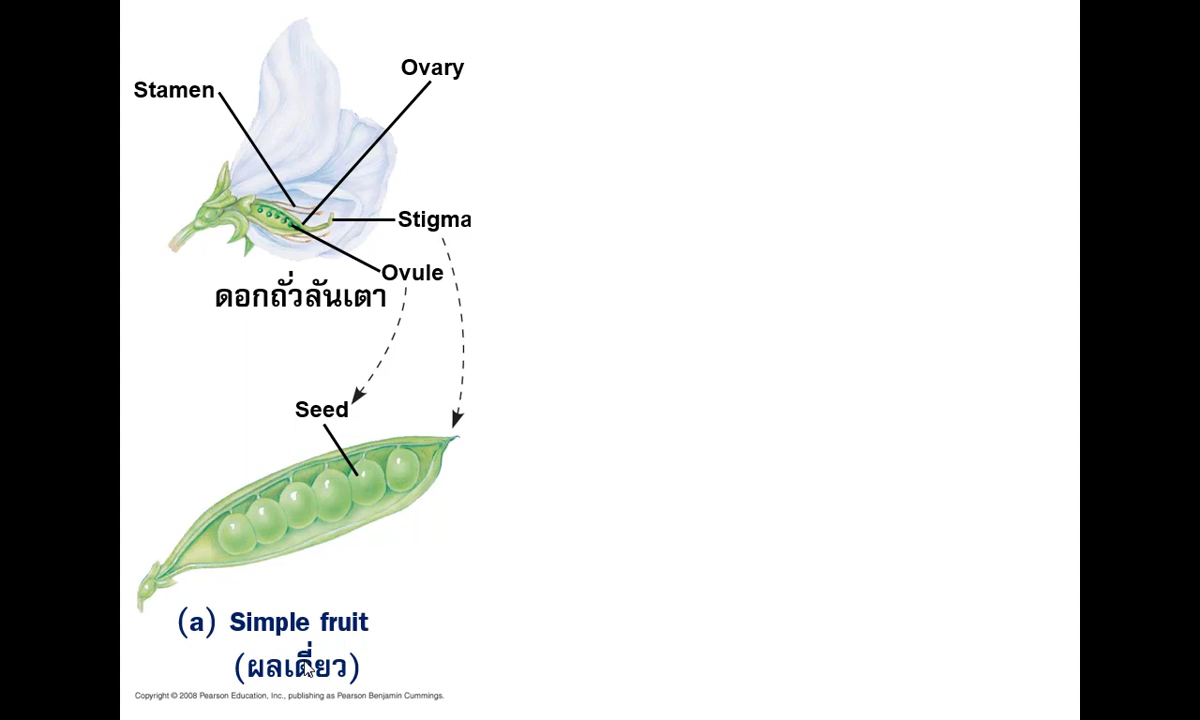 Ovary
Stamen
Stigma
Ovule
ดอกถั่วลันเตา
Seed
(a) Simple fruit
(ผลเดี่ยว)
Copyright © 2008 Pearson Education, Inc., publishing as Pearson Benjamin Cummings.